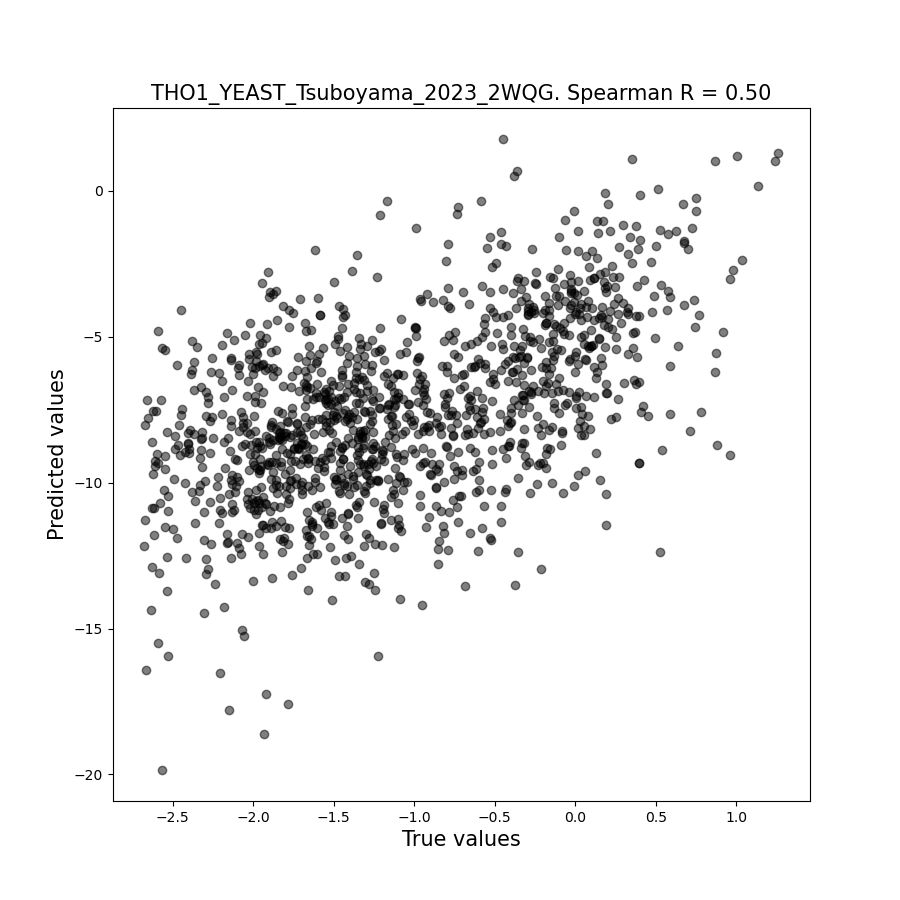 THO1_YEAST_Tsuboyama_2023_2WQG. Spearman R = 0.50
0
−5
−10
−15
−20
Predicted values
−2.5 −2.0 −1.5 −1.0 −0.5 0.0 0.5 1.0
True values